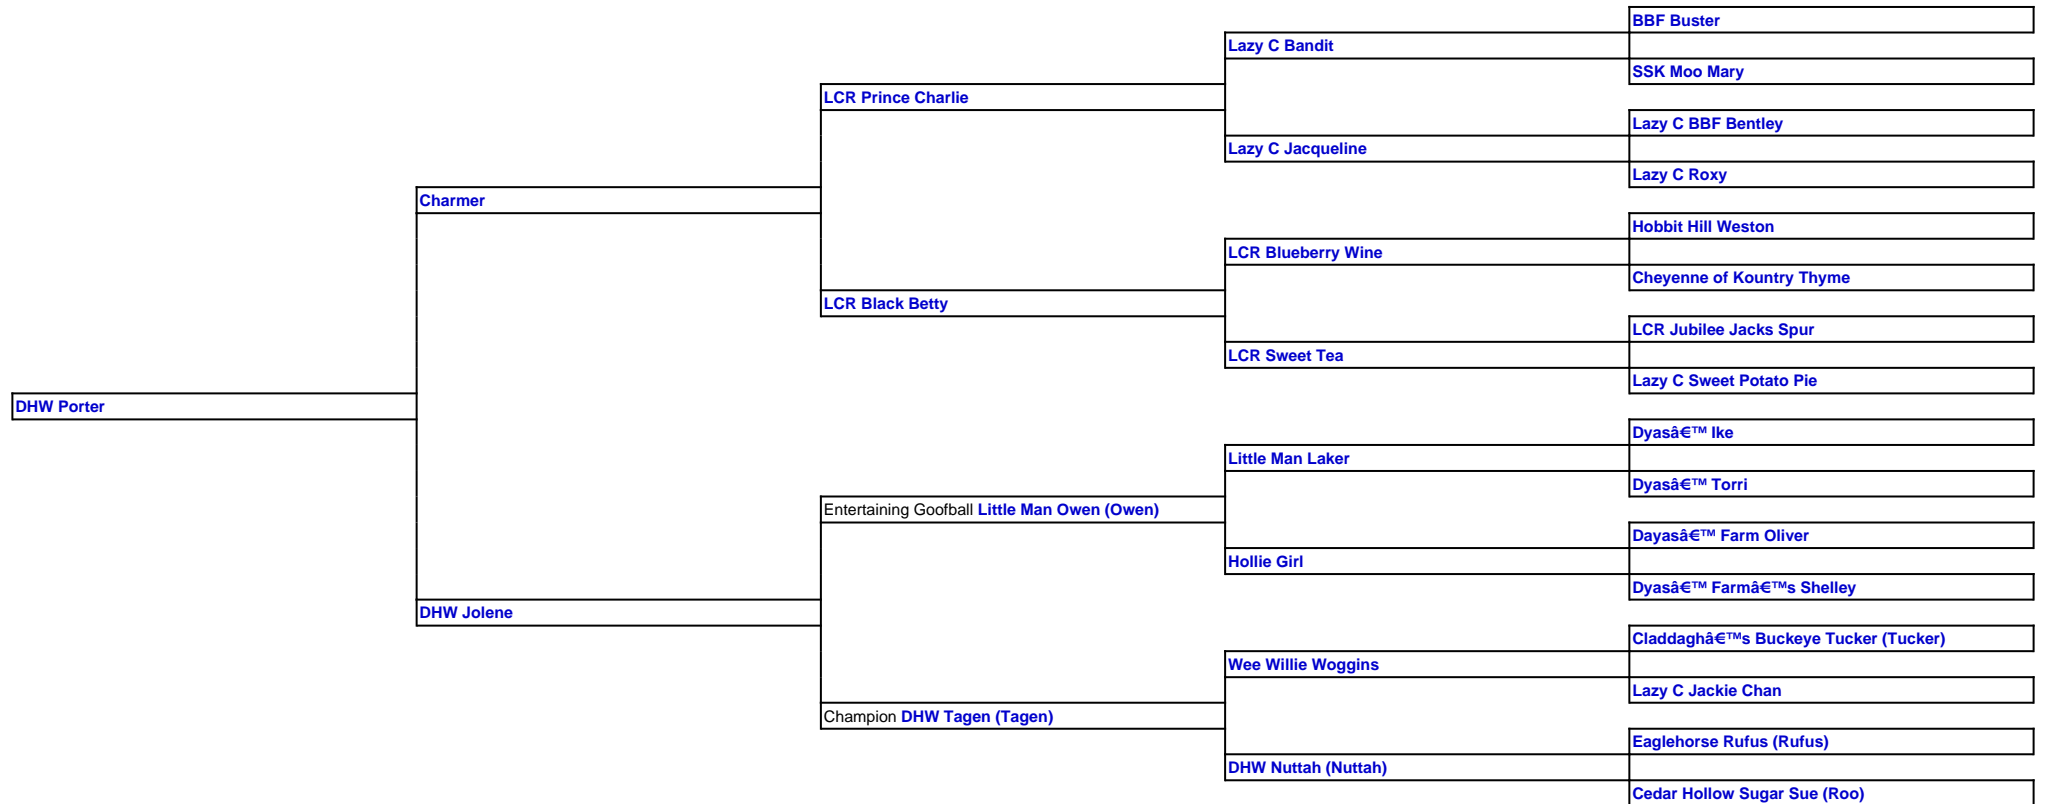 BBF Buster
Lazy C Bandit
SSK Moo Mary
LCR Prince Charlie
Lazy C BBF Bentley
Lazy C Jacqueline
Lazy C Roxy
Charmer
Hobbit Hill Weston
LCR Blueberry Wine
Cheyenne of Kountry Thyme
LCR Black Betty
LCR Jubilee Jacks Spur
LCR Sweet Tea
Lazy C Sweet Potato Pie
DHW Porter
Dyasâ€™ Ike
Little Man Laker
Dyasâ€™ Torri
Entertaining Goofball Little Man Owen (Owen)
Dayasâ€™ Farm Oliver
Hollie Girl
Dyasâ€™ Farmâ€™s Shelley
DHW Jolene
Claddaghâ€™s Buckeye Tucker (Tucker)
Wee Willie Woggins
Lazy C Jackie Chan
Champion DHW Tagen (Tagen)
Eaglehorse Rufus (Rufus)
DHW Nuttah (Nuttah)
Cedar Hollow Sugar Sue (Roo)